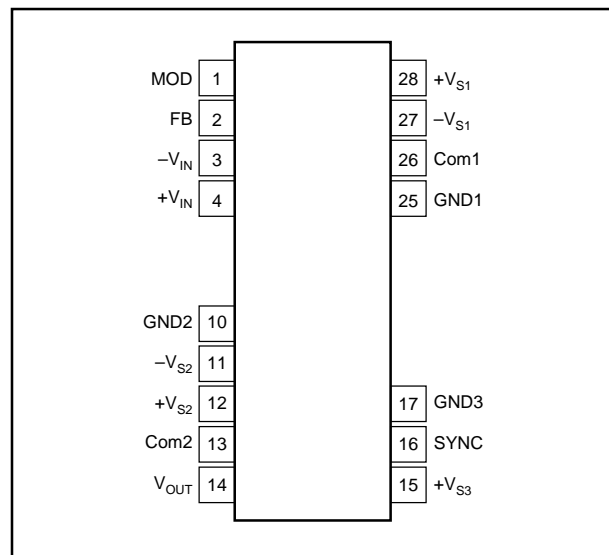 MOD 1 28 +VS1
FB 2 27 –VS1
–VIN 3 26 Com1
+VIN 4 25 GND1
GND2 10
–VS2 11
+VS2 12 17 GND3
Com2 13 16 SYNC
VOUT 14 15 +VS3